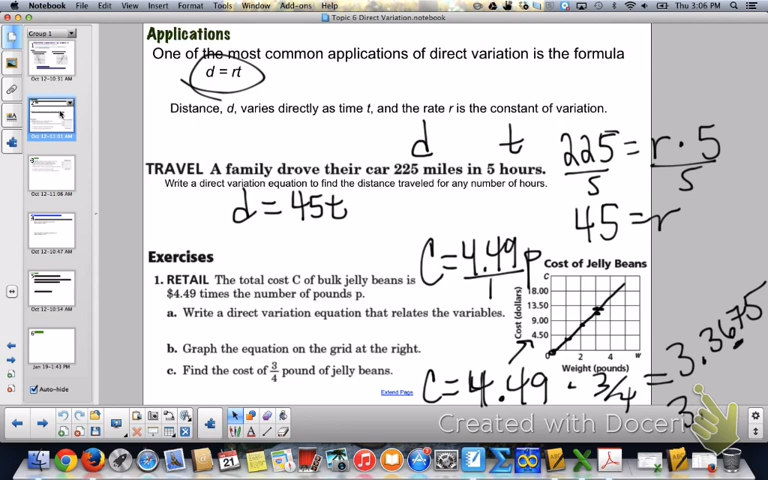 Notebook File Edit View Insert Format Tools Window Add-ons Help Thu 3:06 PM
Topic 6 Direct Variation.notebook
Group 1
Oct 12-10:31 AM
Oct 12-11:01 AM
Oct 12-11:06 AM
Oct 12-10:47 AM
Oct 12-10:54 AM
Jan 19-1:43 PM
Auto-hide
Applications
One of the most common applications of direct variation is the formula
d = rt
Distance, d, varies directly as time t, and the rate r is the constant of variation.
d t
225 = r · 5
5 5
45 = r
TRAVEL A family drove their car 225 miles in 5 hours.
Write a direct variation equation to find the distance traveled for any number of hours.
d = 45t
Exercises
C = 4.49p
1
1. RETAIL The total cost C of bulk jelly beans is
$4.49 times the number of pounds p.
a. Write a direct variation equation that relates the variables.
b. Graph the equation on the grid at the right.
c. Find the cost of 3/4 pound of jelly beans.
Cost of Jelly Beans
C
18.00
13.50
9.00
4.50
Cost (dollars)
2 4 w
Weight (pounds)
C = 4.49 · 3/4 = 3.3675
3.
Extend Page
Created with Doceri
21